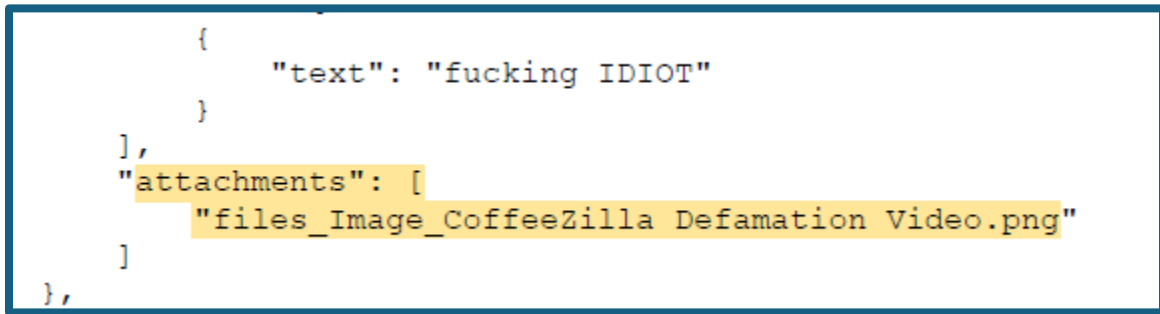 {
"text": "fucking IDIOT"
}
],
"attachments": [
"files_Image_CoffeeZilla Defamation Video.png"
]
},